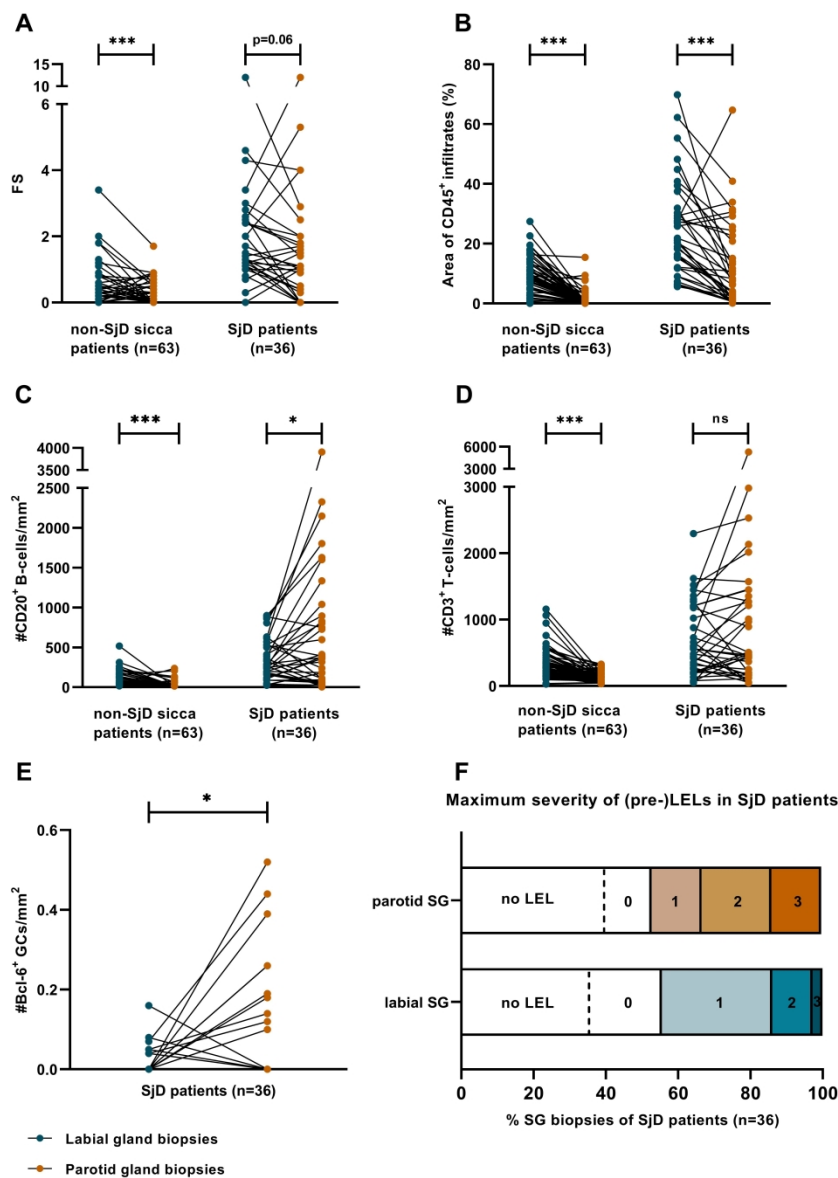 A
***
p=0.06
15
10
6
4
2
0
FS
non-SjD sicca
patients (n=63)
SjD patients
(n=36)
B
***
***
80
60
40
20
0
Area of CD45+ infiltrates (%)
non-SjD sicca
patients (n=63)
SjD patients
(n=36)
C
***
*
4000
3500
2500
2000
1500
1000
500
0
#CD20+ B-cells/mm2
non-SjD sicca
patients (n=63)
SjD patients
(n=36)
D
***
ns
6000
3000
3000
2000
1000
0
#CD3+ T-cells/mm2
non-SjD sicca
patients (n=63)
SjD patients
(n=36)
E
*
0.6
0.4
0.2
0.0
#Bcl-6+ GCs/mm2
SjD patients (n=36)
Labial gland biopsies
Parotid gland biopsies
F
Maximum severity of (pre-)LELs in SjD patients
parotid SG
no LEL
0
1
2
3
labial SG
no LEL
0
1
2
3
0
20
40
60
80
100
% SG biopsies of SjD patients (n=36)